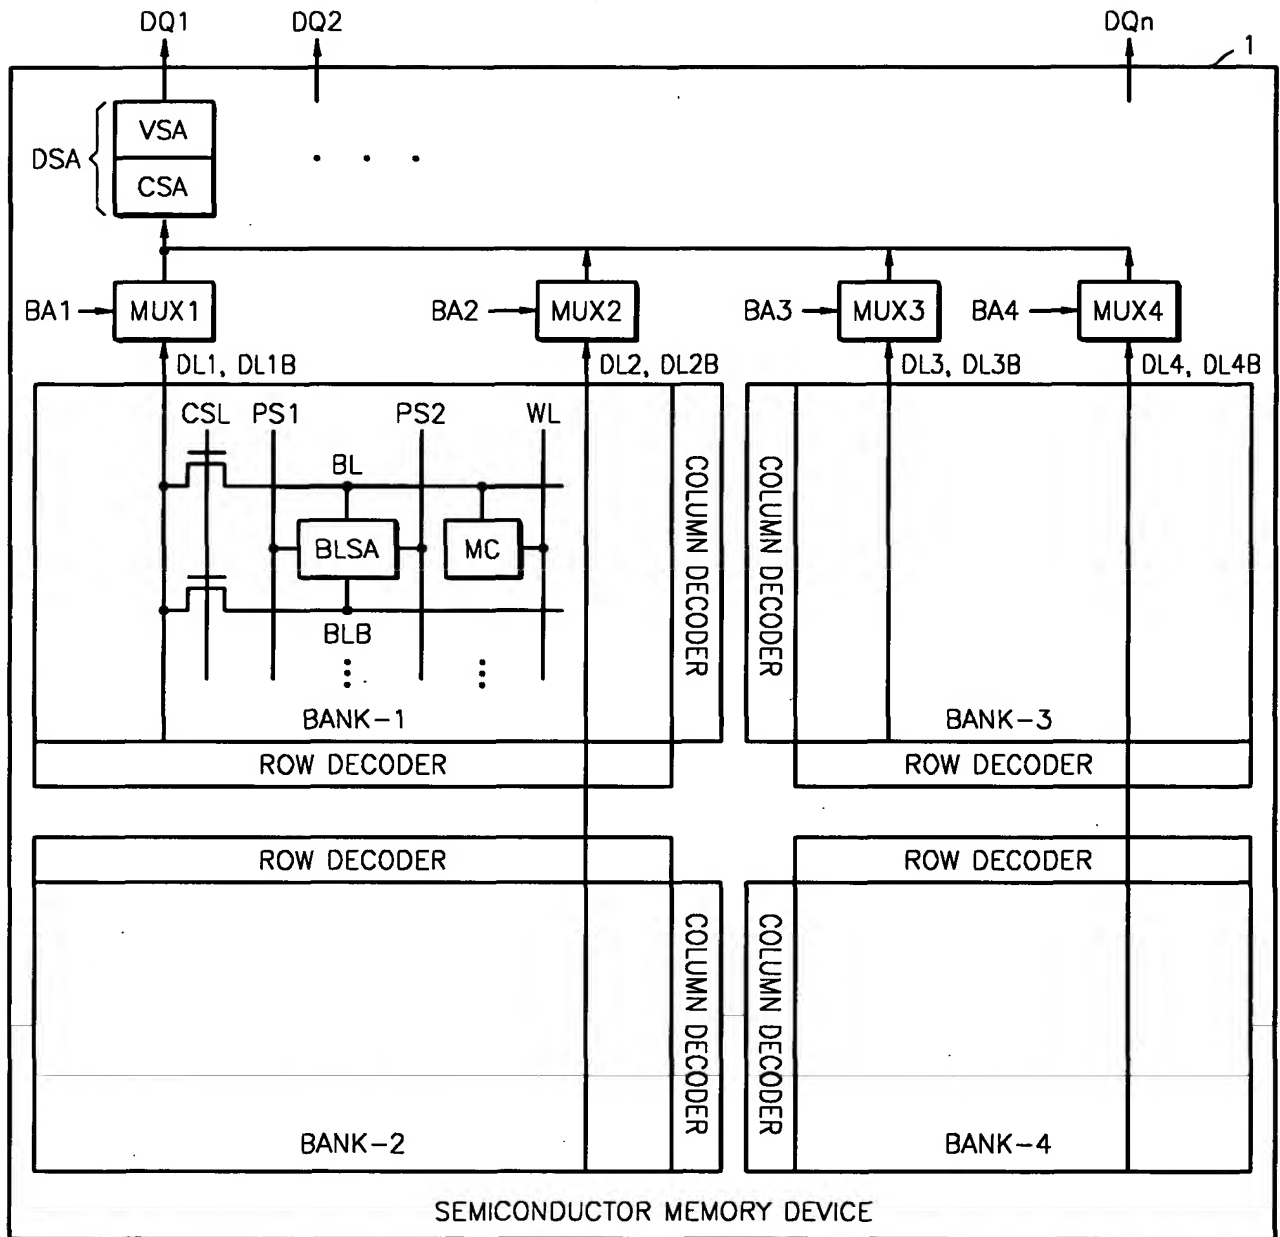 DQ1 DQ2 DQn
1
VSA
DSA
CSA
BA1 MUX1 BA2 MUX2 BA3 MUX3 BA4 MUX4
DL1, DL1B DL2, DL2B DL3, DL3B DL4, DL4B
CSL PS1 PS2 WL
BL
BLSA MC
BLB
COLUMN DECODER
COLUMN DECODER
BANK-1 BANK-3
ROW DECODER ROW DECODER
ROW DECODER ROW DECODER
COLUMN DECODER
COLUMN DECODER
BANK-2 BANK-4
SEMICONDUCTOR MEMORY DEVICE